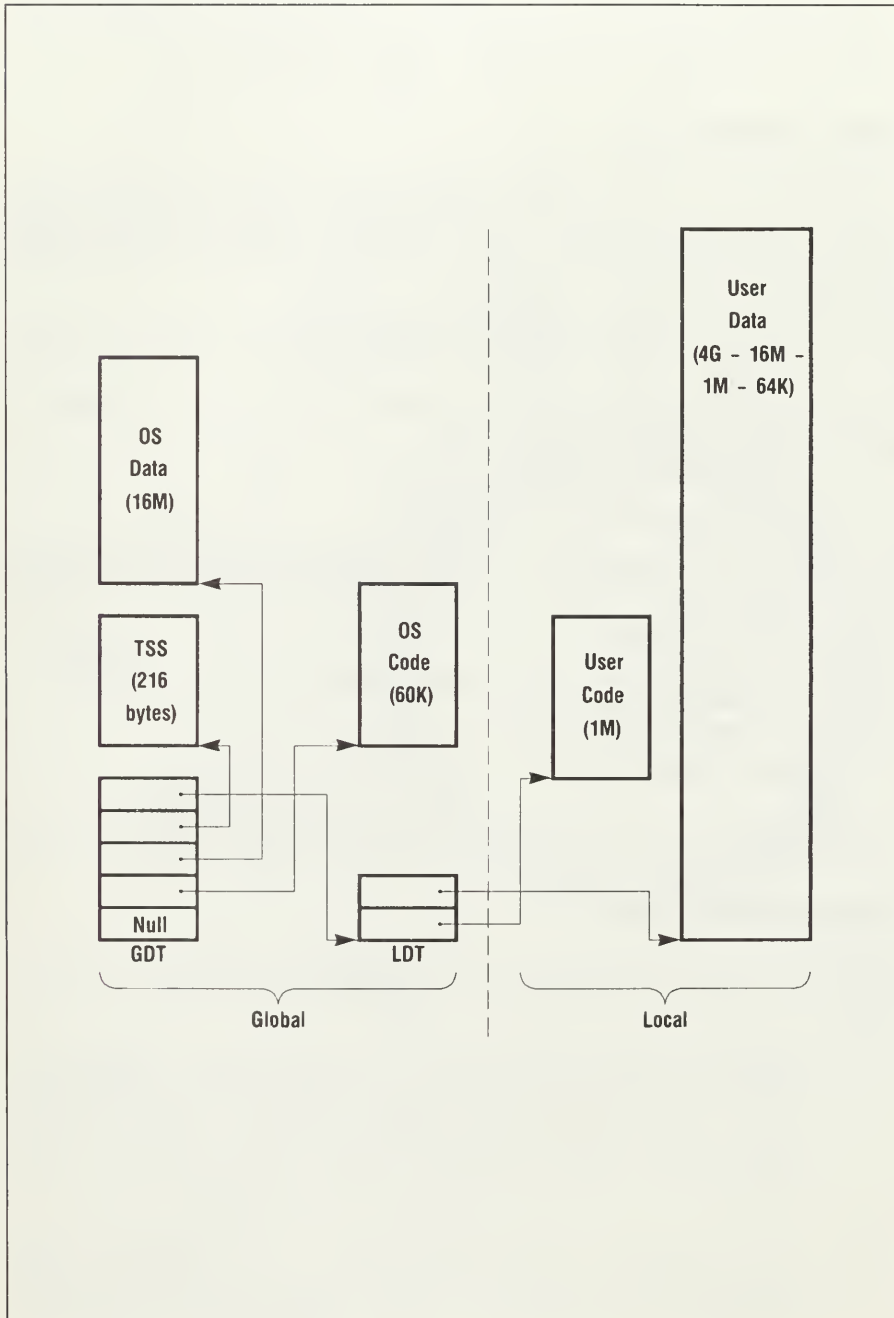 User
Data
(4G - 16M -
1M - 64K)
OS
Data
(16M)
TSS
(216
bytes)
OS
Code
(60K)
User
Code
(1M)
Null
GDT
LDT
Global
Local